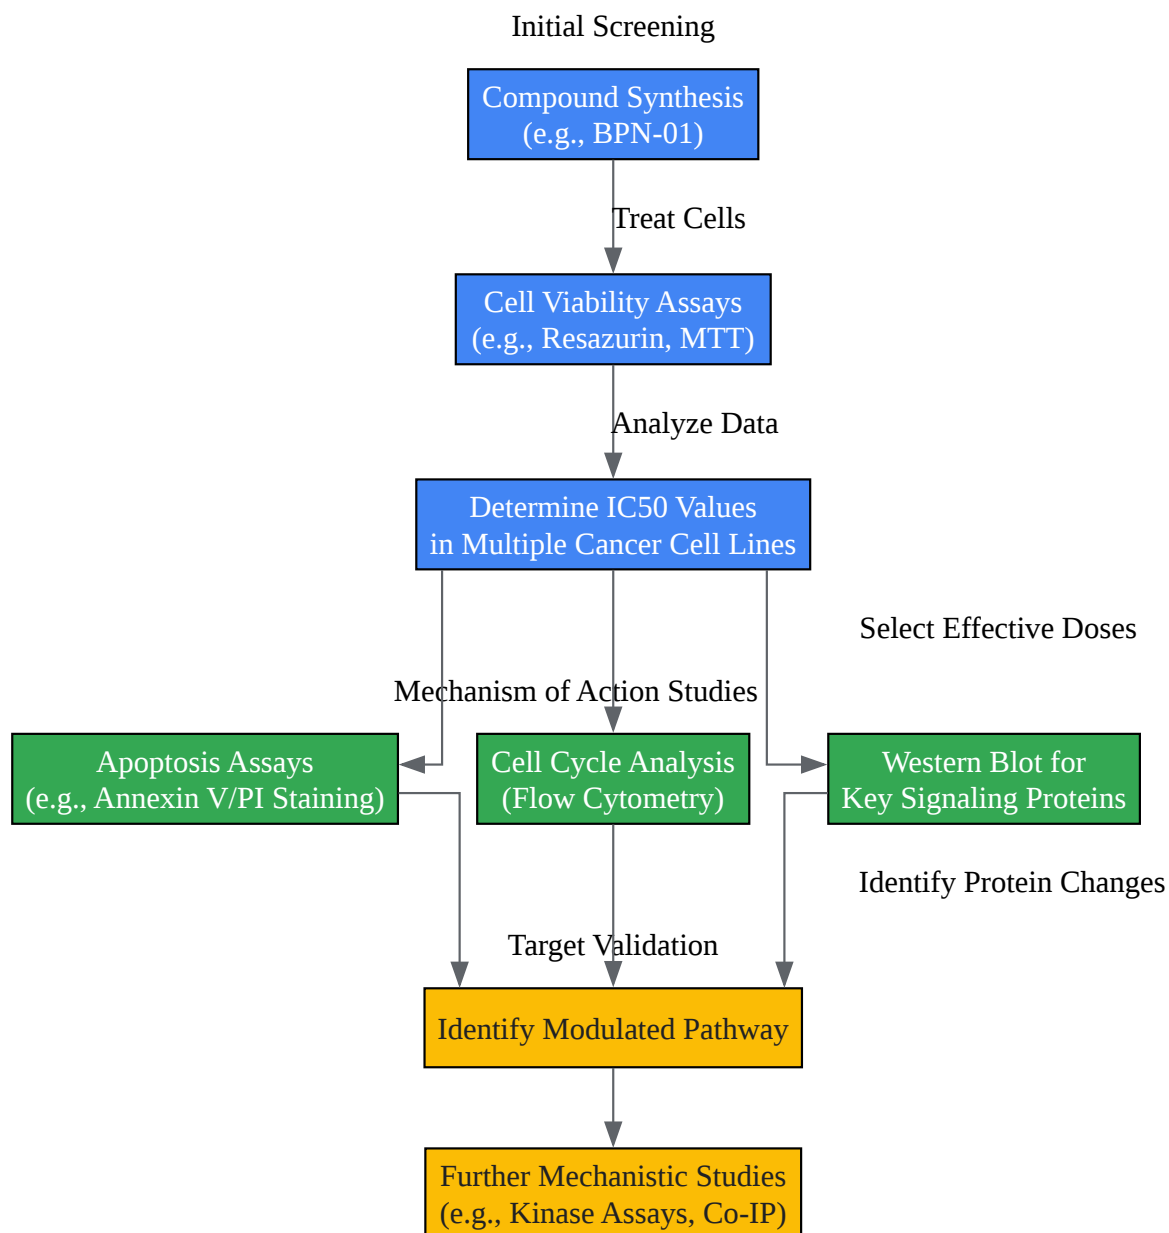 Initial Screening
Compound Synthesis
(e.g., BPN-01)
Treat Cells
Cell Viability Assays
(e.g., Resazurin, MTT)
Analyze Data
Determine IC50 Values
in Multiple Cancer Cell Lines
Select Effective Doses
Mechanism of Action Studies
Apoptosis Assays
(e.g., Annexin V/PI Staining)
Cell Cycle Analysis
(Flow Cytometry)
Western Blot for
Key Signaling Proteins
Identify Protein Changes
Target Validation
Identify Modulated Pathway
Further Mechanistic Studies
(e.g., Kinase Assays, Co-IP)